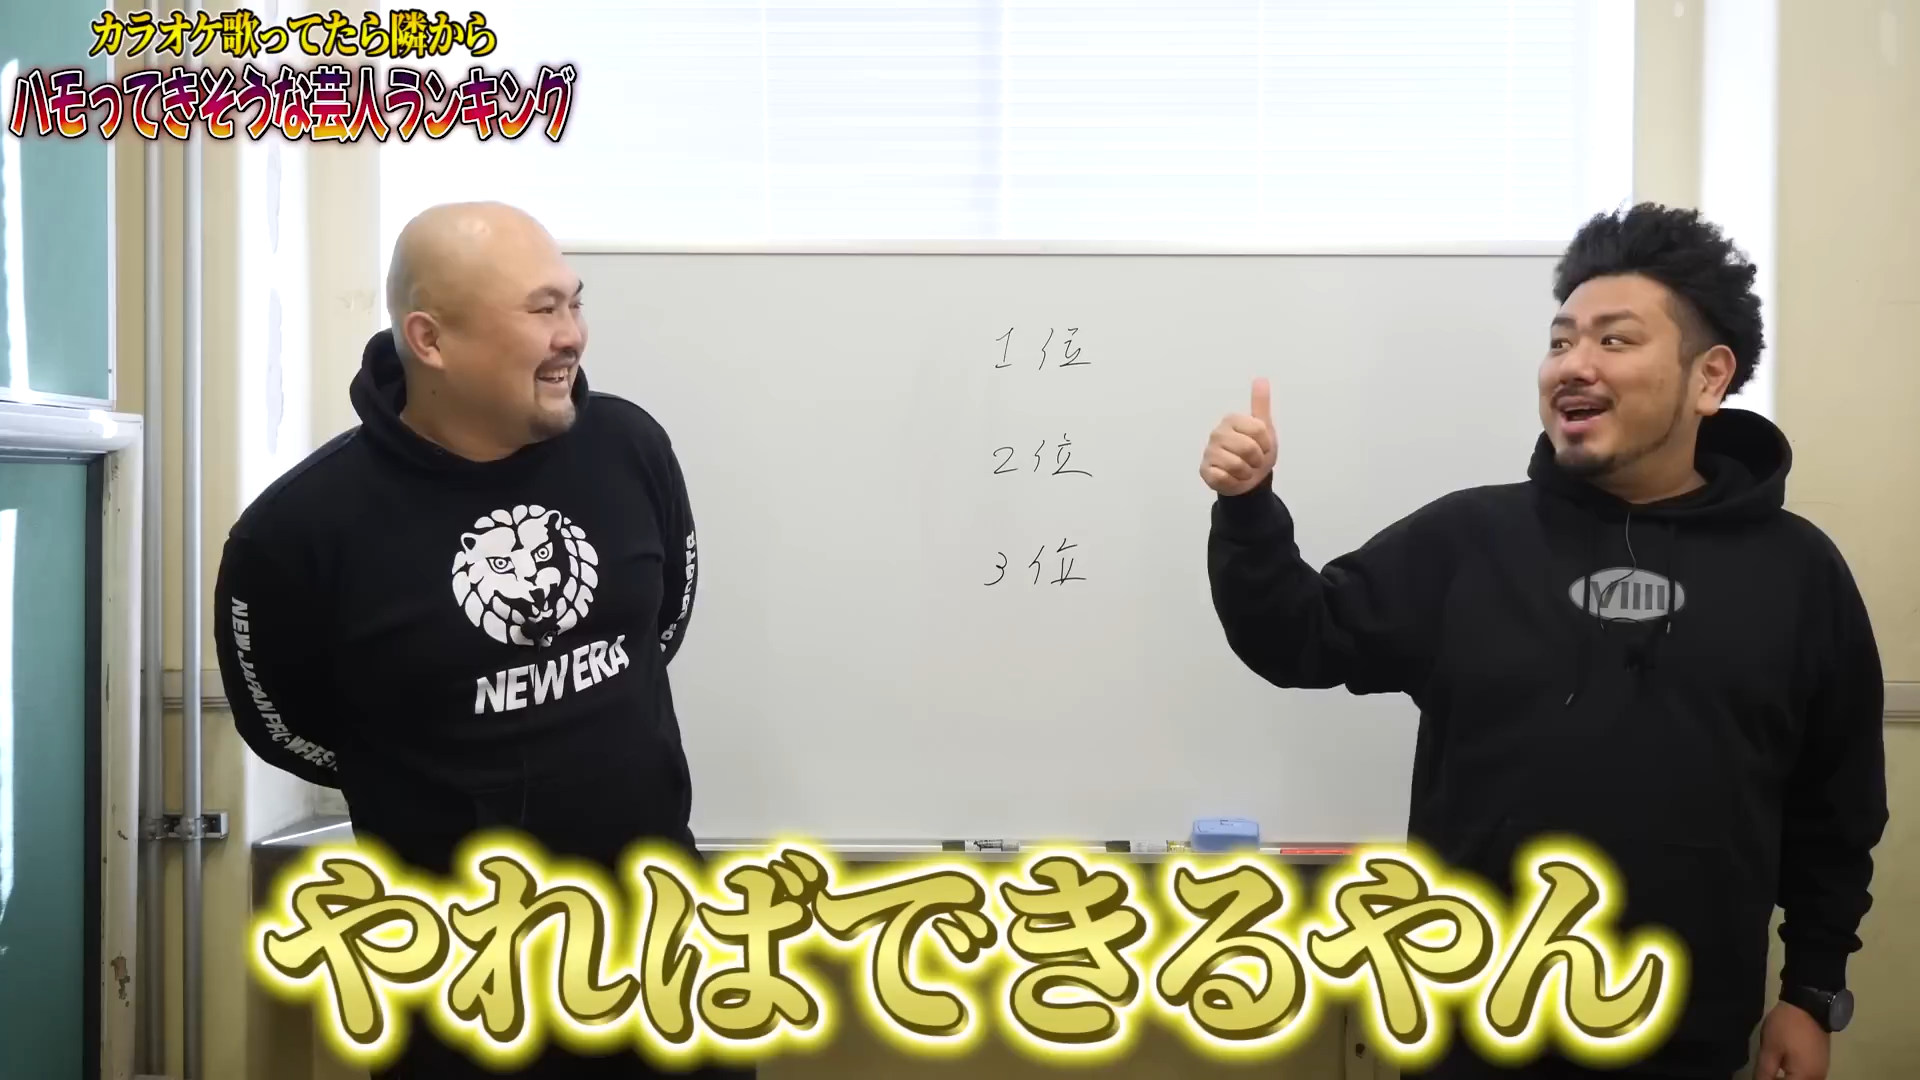 カラオケ歌ってたら隣から
ハモってきそうな芸人ランキング
1位
2位
3位
VIIII
NEW ERA
やればできるやん